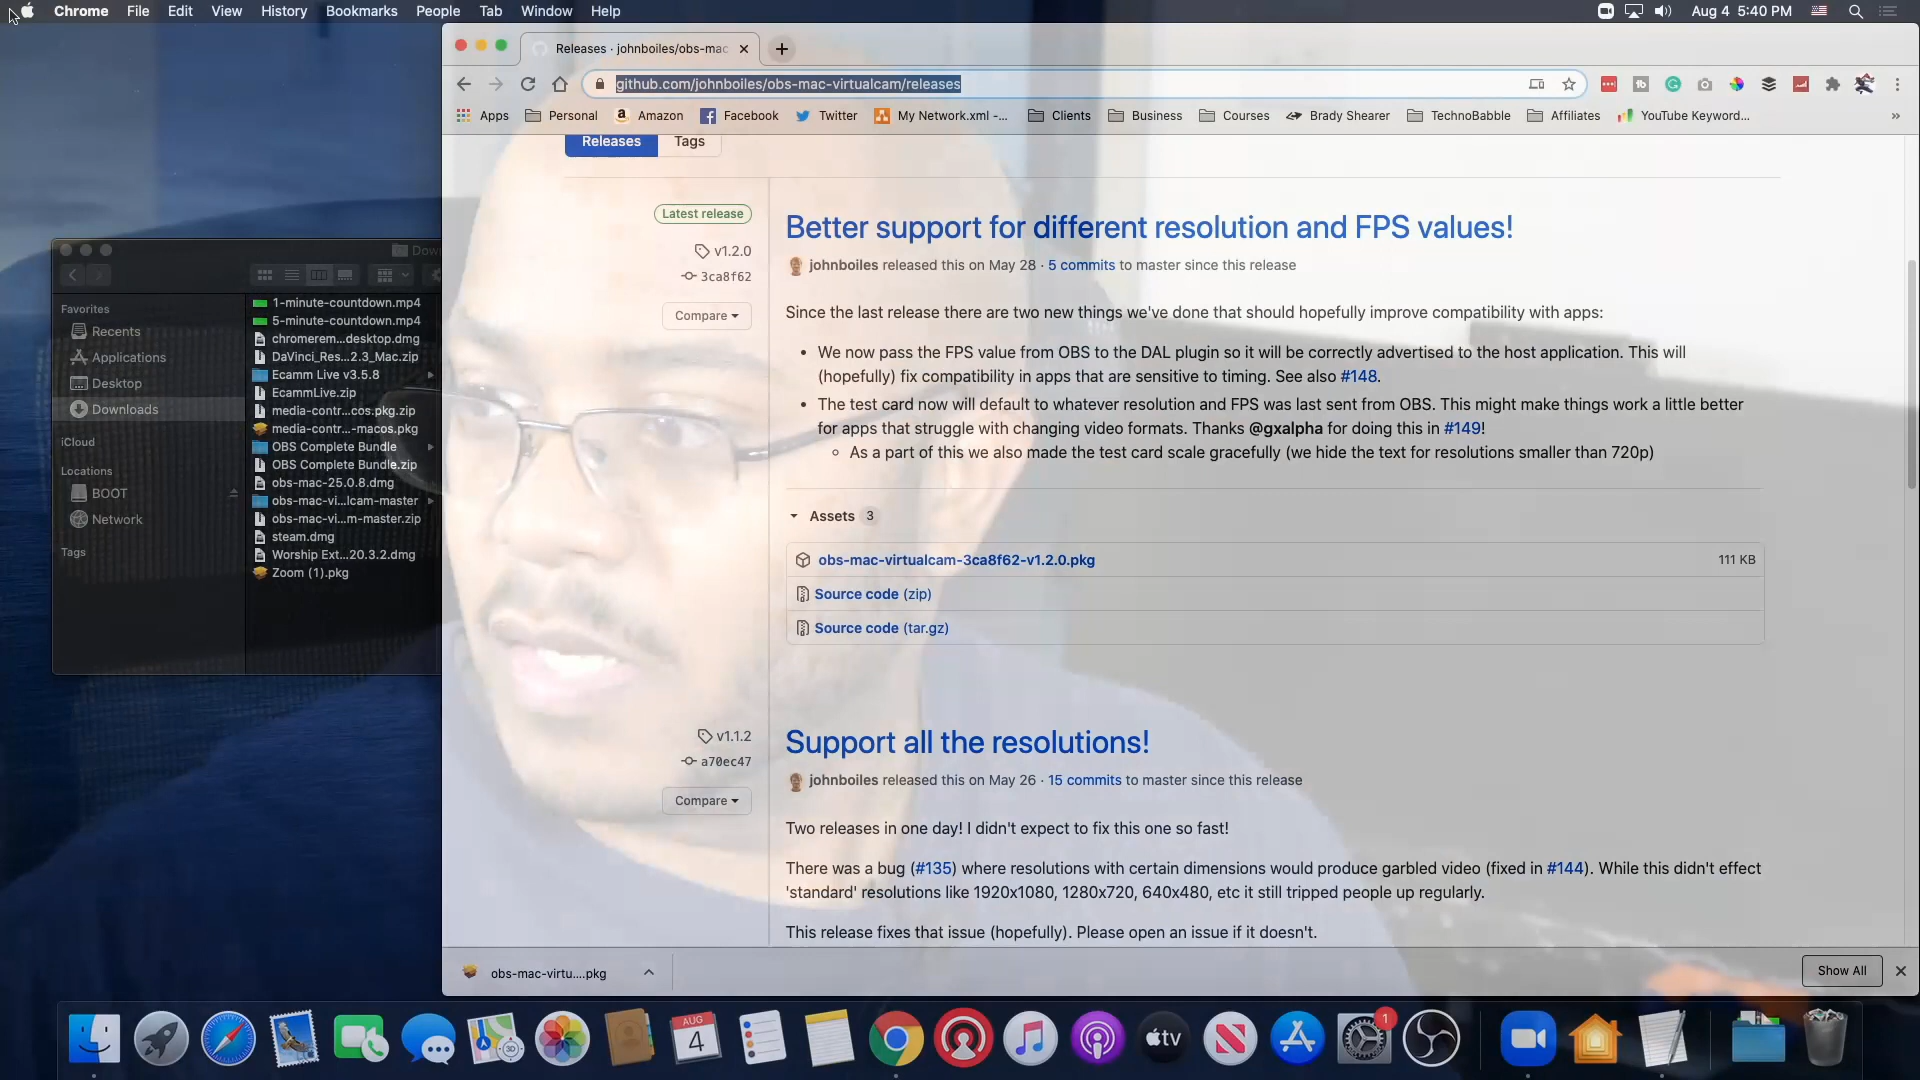 Chrome File Edit View History Bookmarks People Tab Window Help
Aug 4 5:40 PM
Releases · johnboiles/obs-mac
github.com/johnboiles/obs-mac-virtualcam/releases
Apps Personal Amazon Facebook Twitter My Network.xml -... Clients Business Courses Brady Shearer TechnoBabble Affiliates YouTube Keyword... »
Releases Tags
Latest release
v1.2.0
3ca8f62
Compare
Better support for different resolution and FPS values!
johnboiles released this on May 28 · 5 commits to master since this release
Since the last release there are two new things we've done that should hopefully improve compatibility with apps:
• We now pass the FPS value from OBS to the DAL plugin so it will be correctly advertised to the host application. This will
(hopefully) fix compatibility in apps that are sensitive to timing. See also #148.
• The test card now will default to whatever resolution and FPS was last sent from OBS. This might make things work a little better
for apps that struggle with changing video formats. Thanks @gxalpha for doing this in #149!
◦ As a part of this we also made the test card scale gracefully (we hide the text for resolutions smaller than 720p)
Assets 3
obs-mac-virtualcam-3ca8f62-v1.2.0.pkg 111 KB
Source code (zip)
Source code (tar.gz)
v1.1.2
a70ec47
Compare
Support all the resolutions!
johnboiles released this on May 26 · 15 commits to master since this release
Two releases in one day! I didn't expect to fix this one so fast!
There was a bug (#135) where resolutions with certain dimensions would produce garbled video (fixed in #144). While this didn't effect
'standard' resolutions like 1920x1080, 1280x720, 640x480, etc it still tripped people up regularly.
This release fixes that issue (hopefully). Please open an issue if it doesn't.
obs-mac-virtu....pkg
Show All
Dow
Favorites
Recents
Applications
Desktop
Downloads
iCloud
Locations
BOOT
Network
Tags
1-minute-countdown.mp4
5-minute-countdown.mp4
chromerem...desktop.dmg
DaVinci_Res...2.3_Mac.zip
Ecamm Live v3.5.8
EcammLive.zip
media-contr...cos.pkg.zip
media-contr...-macos.pkg
OBS Complete Bundle
OBS Complete Bundle.zip
obs-mac-25.0.8.dmg
obs-mac-vi...lcam-master
obs-mac-vi...m-master.zip
steam.dmg
Worship Ext...20.3.2.dmg
Zoom (1).pkg
AUG
4
3D
tv
1